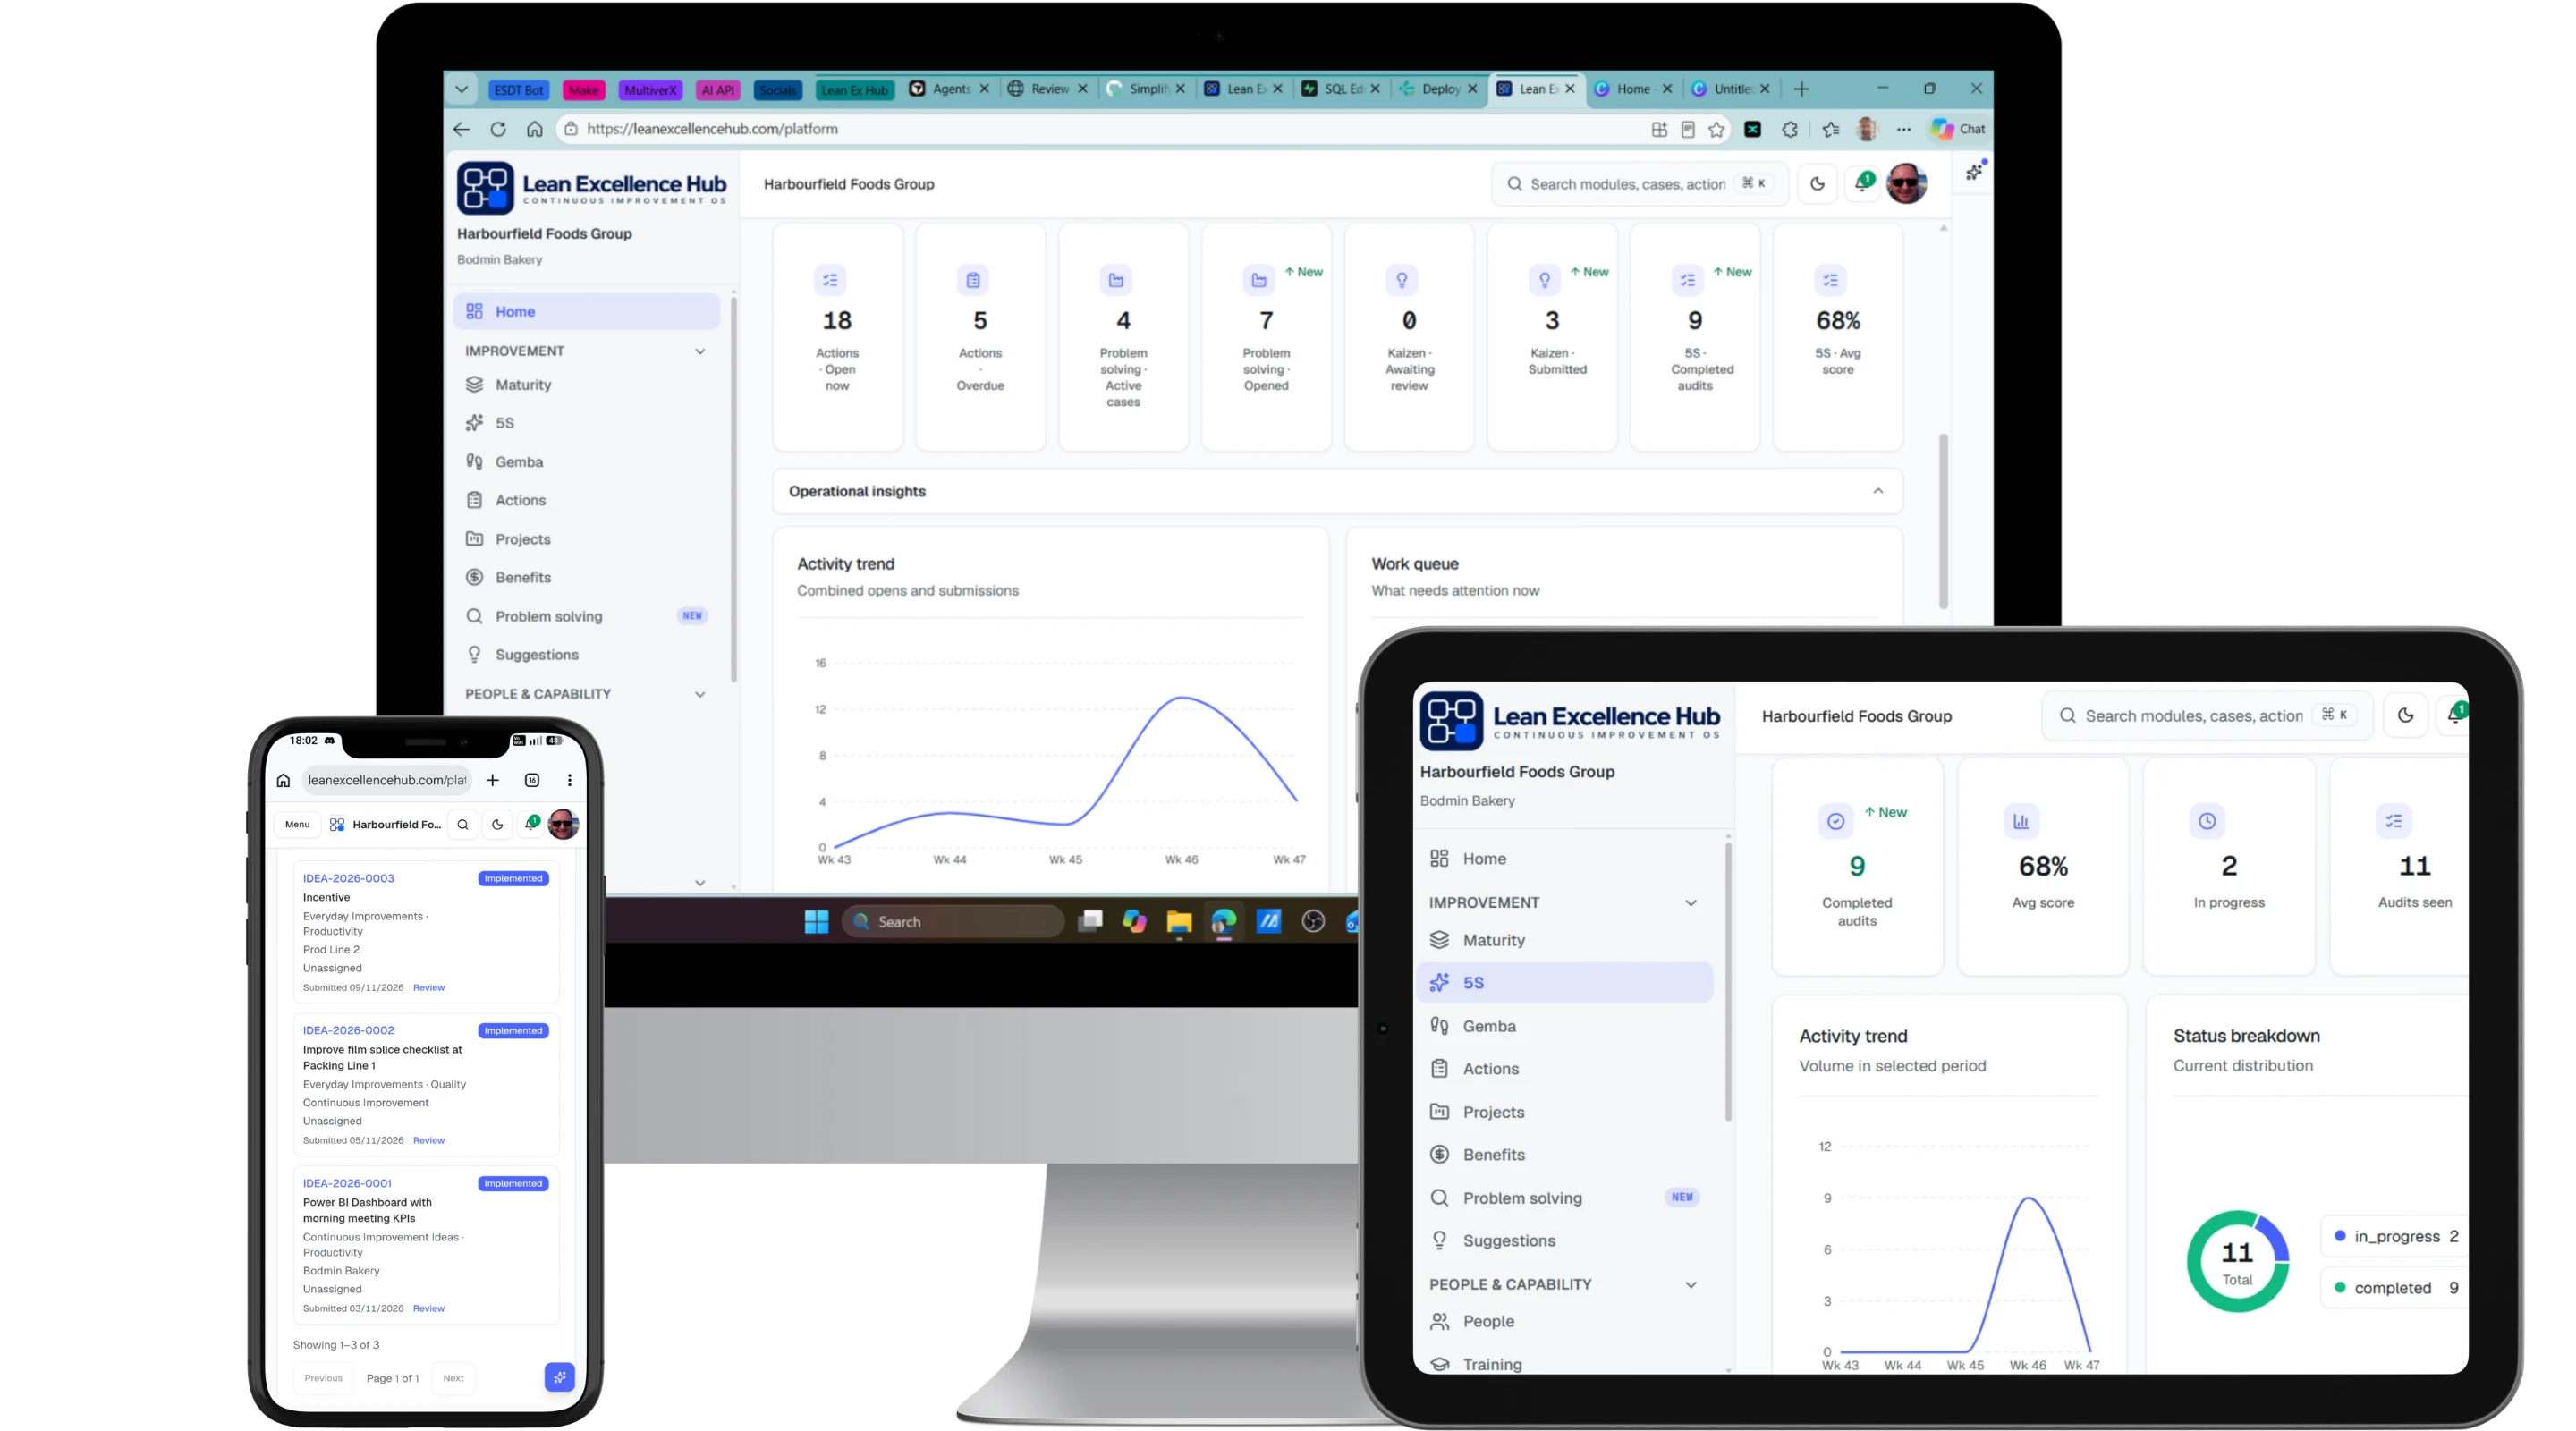 ESDT Bot Make MultiverX AI API Socials Lean Ex Hub Agents Review Simplify Lean Ex SQL Ed Deploy Lean Ex Home Untitled
https://leanexcellencehub.com/platform Chat
Lean Excellence Hub
CONTINUOUS IMPROVEMENT OS
Harbourfield Foods Group
Bodmin Bakery
Home
IMPROVEMENT
Maturity
5S
Gemba
Actions
Projects
Benefits
Problem solving NEW
Suggestions
PEOPLE & CAPABILITY
Harbourfield Foods Group
Search modules, cases, action ⌘ K
1
18
Actions
· Open
now
5
Actions
·
Overdue
4
Problem
solving ·
Active
cases
↑ New
7
Problem
solving ·
Opened
0
Kaizen ·
Awaiting
review
↑ New
3
Kaizen ·
Submitted
↑ New
9
5S ·
Completed
audits
68%
5S · Avg
score
Operational insights
Activity trend
Combined opens and submissions
16
12
8
4
0
Wk 43 Wk 44 Wk 45 Wk 46 Wk 47
Work queue
What needs attention now
Search
18:02
48
leanexcellencehub.com/plat
16
Menu Harbourfield Fo...
1
IDEA-2026-0003 Implemented
Incentive
Everyday Improvements ·
Productivity
Prod Line 2
Unassigned
Submitted 09/11/2026 Review
IDEA-2026-0002 Implemented
Improve film splice checklist at
Packing Line 1
Everyday Improvements · Quality
Continuous Improvement
Unassigned
Submitted 05/11/2026 Review
IDEA-2026-0001 Implemented
Power BI Dashboard with
morning meeting KPIs
Continuous Improvement Ideas ·
Productivity
Bodmin Bakery
Unassigned
Submitted 03/11/2026 Review
Showing 1–3 of 3
Previous Page 1 of 1 Next
Lean Excellence Hub
CONTINUOUS IMPROVEMENT OS
Harbourfield Foods Group
Bodmin Bakery
Home
IMPROVEMENT
Maturity
5S
Gemba
Actions
Projects
Benefits
Problem solving NEW
Suggestions
PEOPLE & CAPABILITY
People
Training
Harbourfield Foods Group
Search modules, cases, action ⌘ K
1
↑ New
9
Completed
audits
68%
Avg score
2
In progress
11
Audits seen
Activity trend
Volume in selected period
12
9
6
3
0
Wk 43 Wk 44 Wk 45 Wk 46 Wk 47
Status breakdown
Current distribution
11
Total
in_progress 2
completed 9